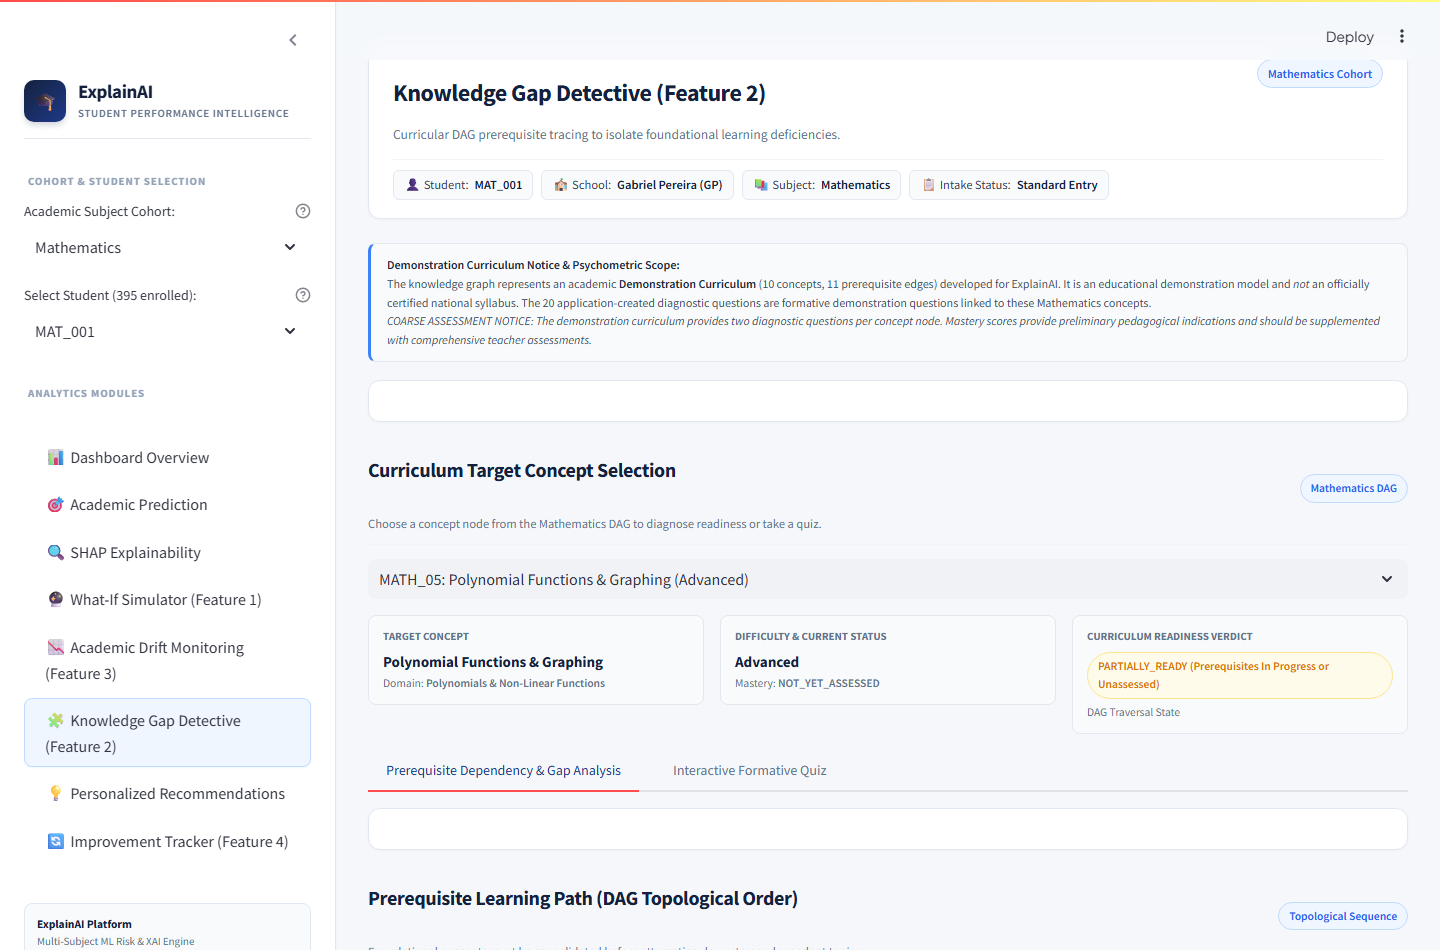 Deploy
ExplainAI
STUDENT PERFORMANCE INTELLIGENCE
COHORT & STUDENT SELECTION
Academic Subject Cohort:
Mathematics
Select Student (395 enrolled):
MAT_001
ANALYTICS MODULES
Dashboard Overview
Academic Prediction
SHAP Explainability
What-If Simulator (Feature 1)
Academic Drift Monitoring
(Feature 3)
Knowledge Gap Detective
(Feature 2)
Personalized Recommendations
Improvement Tracker (Feature 4)
ExplainAI Platform
Multi-Subject ML Risk & XAI Engine
Mathematics Cohort
Knowledge Gap Detective (Feature 2)
Curricular DAG prerequisite tracing to isolate foundational learning deficiencies.
Student: MAT_001
School: Gabriel Pereira (GP)
Subject: Mathematics
Intake Status: Standard Entry
Demonstration Curriculum Notice & Psychometric Scope:
The knowledge graph represents an academic Demonstration Curriculum (10 concepts, 11 prerequisite edges) developed for ExplainAI. It is an educational demonstration model and not an officially
certified national syllabus. The 20 application-created diagnostic questions are formative demonstration questions linked to these Mathematics concepts.
COARSE ASSESSMENT NOTICE: The demonstration curriculum provides two diagnostic questions per concept node. Mastery scores provide preliminary pedagogical indications and should be supplemented
with comprehensive teacher assessments.
Curriculum Target Concept Selection
Mathematics DAG
Choose a concept node from the Mathematics DAG to diagnose readiness or take a quiz.
MATH_05: Polynomial Functions & Graphing (Advanced)
TARGET CONCEPT
Polynomial Functions & Graphing
Domain: Polynomials & Non-Linear Functions
DIFFICULTY & CURRENT STATUS
Advanced
Mastery: NOT_YET_ASSESSED
CURRICULUM READINESS VERDICT
PARTIALLY_READY (Prerequisites In Progress or
Unassessed)
DAG Traversal State
Prerequisite Dependency & Gap Analysis
Interactive Formative Quiz
Prerequisite Learning Path (DAG Topological Order)
Topological Sequence